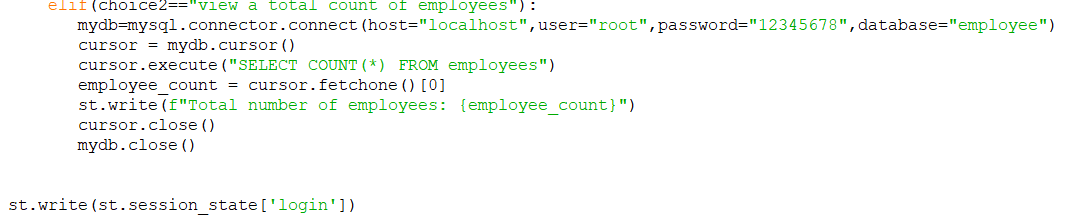 elif(choice2=="view a total count of employees"):
mydb=mysql.connector.connect(host="localhost",user="root",password="12345678",database="employee")
cursor = mydb.cursor()
cursor.execute("SELECT COUNT(*) FROM employees")
employee_count = cursor.fetchone()[0]
st.write(f"Total number of employees: {employee_count}")
cursor.close()
mydb.close()
st.write(st.session_state['login'])